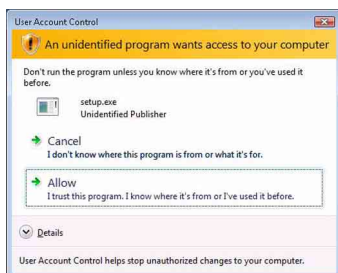 User Account Control
An unidentified program wants access to your computer
Don't run the program unless you know where it's from or you've used it
before.
setup.exe
Unidentified Publisher
Cancel
I don't know where this program is from or what it's for.
Allow
I trust this program. I know where it's from or I've used it before.
Details
User Account Control helps stop unauthorized changes to your computer.